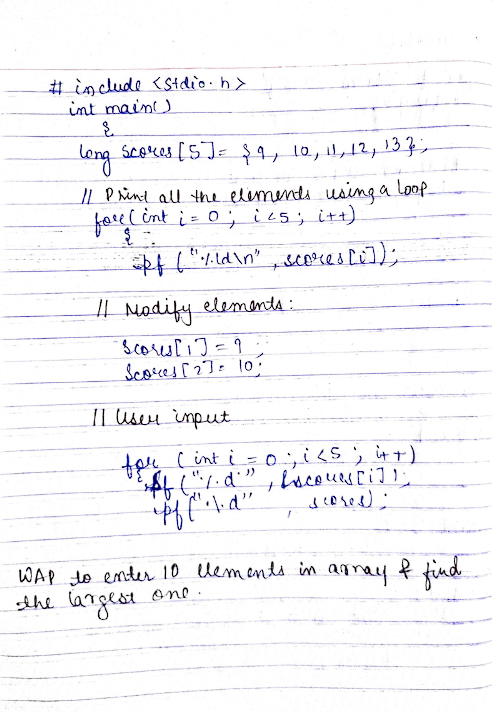 # include <stdio.h>
int main()
{
long scores[5]= {9, 10, 11, 12, 13};
// Print all the elements using a loop
for(int i = 0; i<5; i++)
{
pf ("%ld\n", scores[i]);
// Modify elements:
Scores[1] = 9;
Scores[2]= 10;
// User input
for (int i = 0; i<5; i++)
{ sf ("%d", &scores[i]);
pf ("%d", scores);
WAP to enter 10 elements in array & find
the largest one.